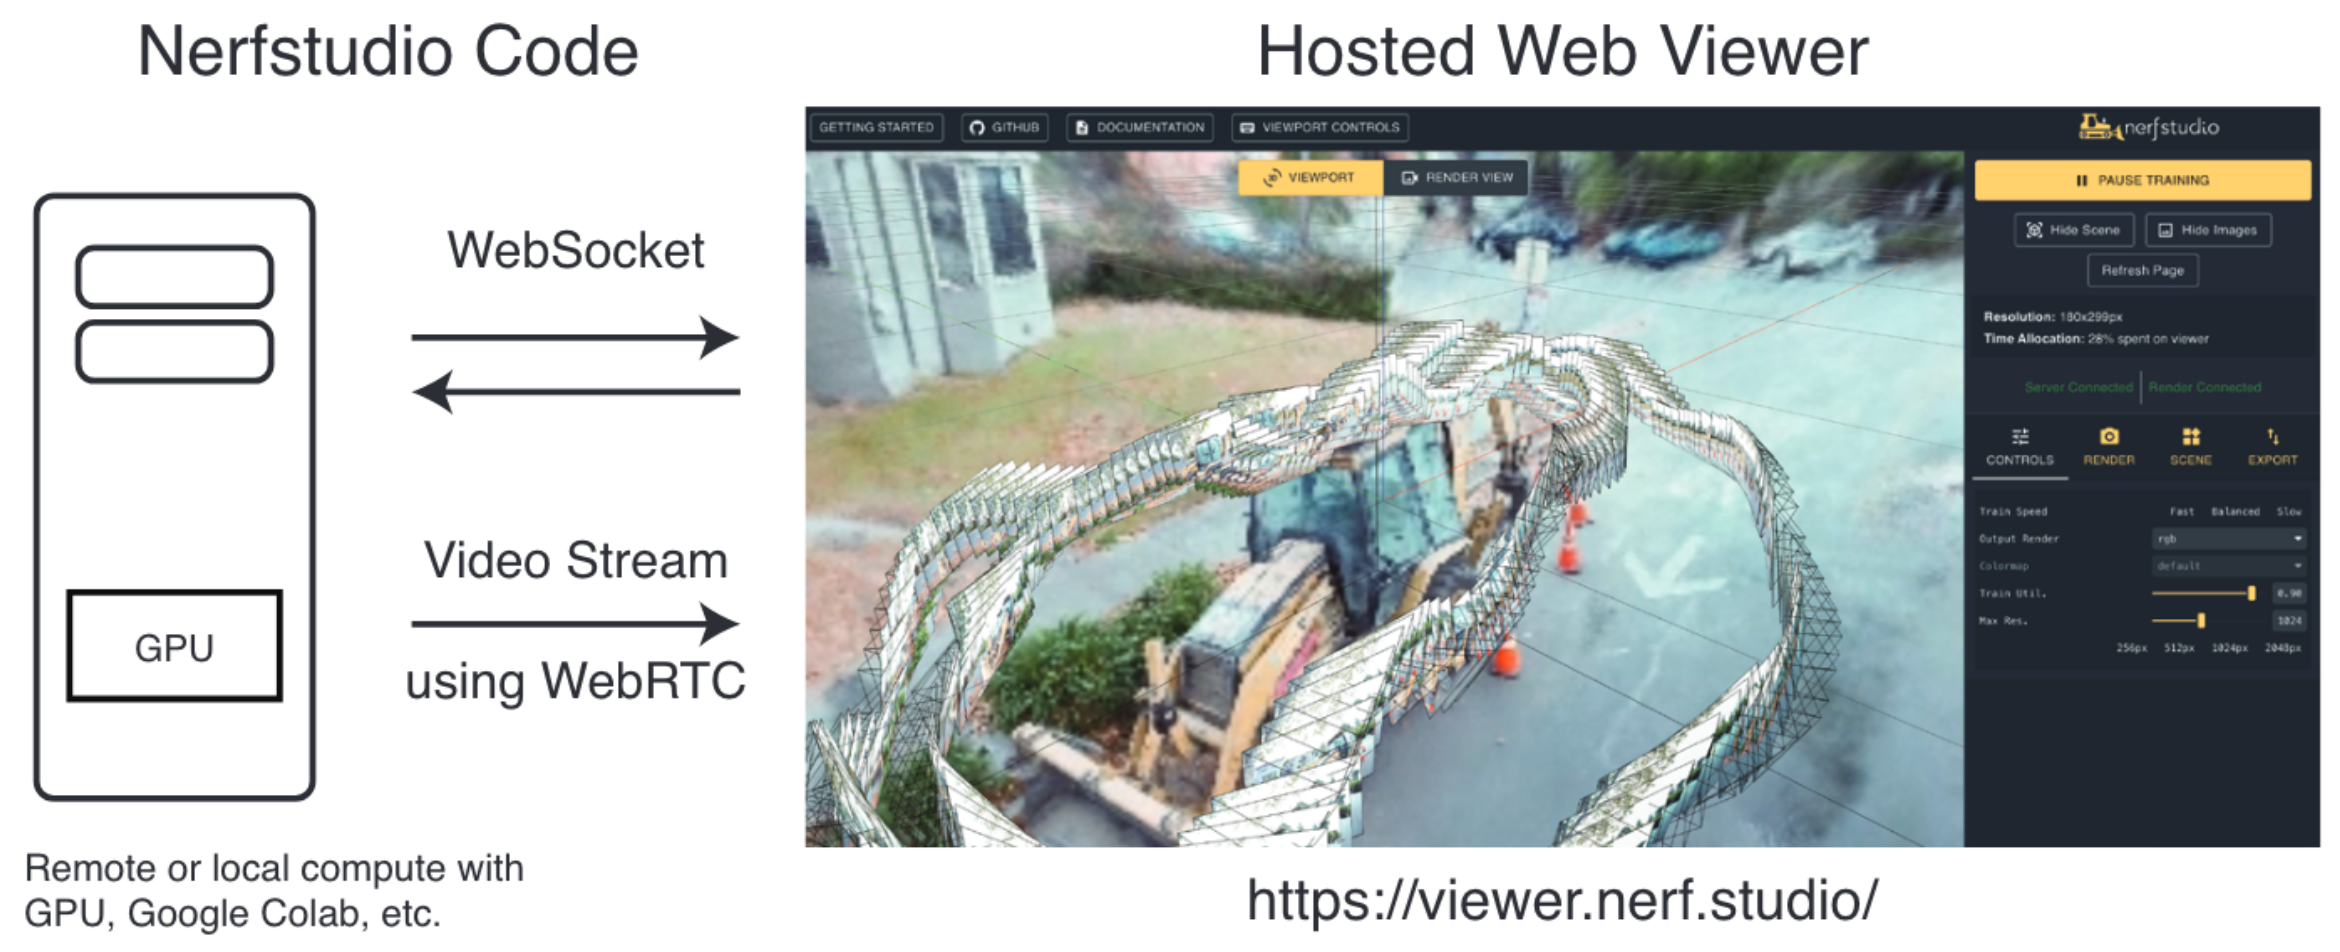 Nerfstudio Code
Hosted Web Viewer
GETTING STARTED
GITHUB
DOCUMENTATION
VIEWPORT CONTROLS
nerfstudio
VIEWPORT
RENDER VIEW
PAUSE TRAINING
Hide Scene
Hide Images
Refresh Page
Resolution: 180x299px
Time Allocation: 28% spent on viewer
Server Connected
Render Connected
CONTROLS
RENDER
SCENE
EXPORT
Train Speed
Fast Balanced Slow
Output Render
rgb
Colormap
default
Train Util.
0.90
Max Res.
1024
256px 512px 1024px 2048px
WebSocket
Video Stream
using WebRTC
GPU
Remote or local compute with
GPU, Google Colab, etc.
https://viewer.nerf.studio/